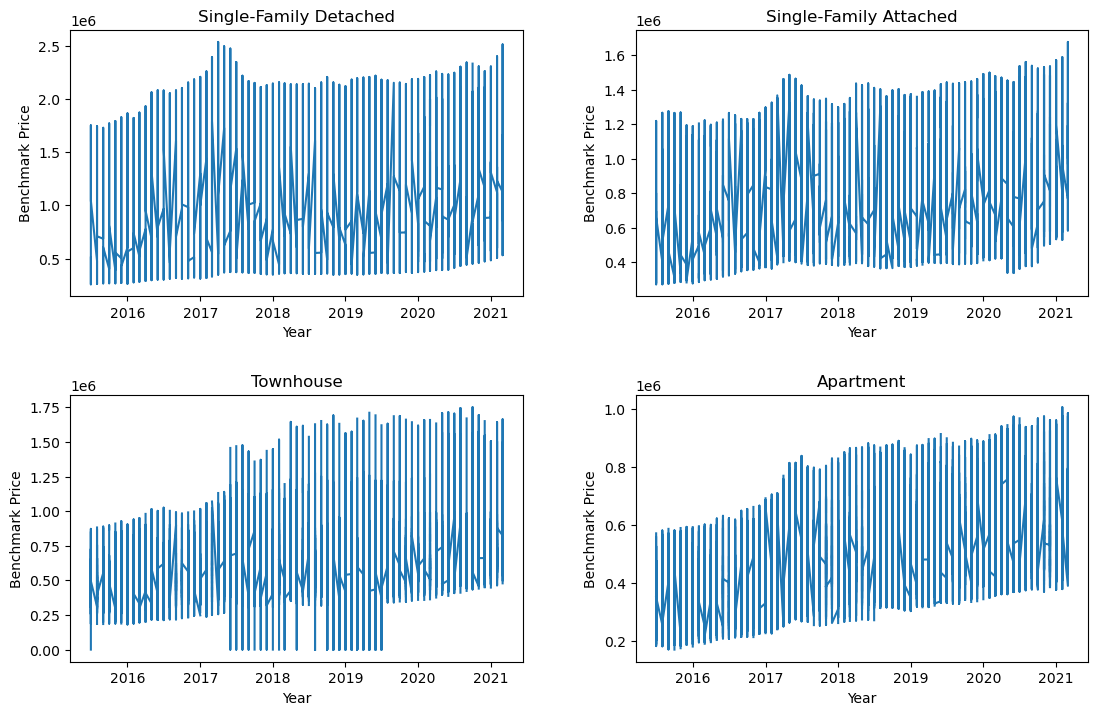 Single-Family Detached
1e6
2.5
2.0
1.5
1.0
0.5
Benchmark Price
2016 2017 2018 2019 2020 2021
Year
Single-Family Attached
1e6
1.6
1.4
1.2
1.0
0.8
0.6
0.4
Benchmark Price
2016 2017 2018 2019 2020 2021
Year
Townhouse
1e6
1.75
1.50
1.25
1.00
0.75
0.50
0.25
0.00
Benchmark Price
2016 2017 2018 2019 2020 2021
Year
Apartment
1e6
1.0
0.8
0.6
0.4
0.2
Benchmark Price
2016 2017 2018 2019 2020 2021
Year